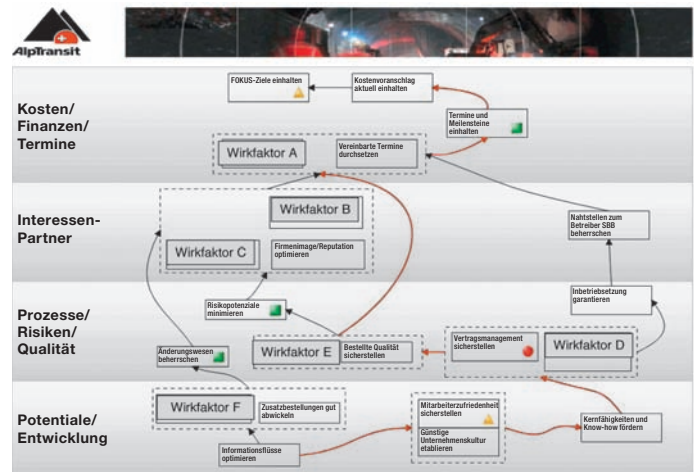 AlpTransit
Kosten/
Finanzen/
Termine
FOKUS-Ziele einhalten
Kostenvoranschlag
aktuell einhalten
Termine und
Meilensteine
einhalten
Wirkfaktor A
Vereinbarte Termine
durchsetzen
Interessen-
Partner
Wirkfaktor B
Wirkfaktor C
Firmenimage/Reputation
optimieren
Nahtstellen zum
Betreiber SBB
beherrschen
Prozesse/
Risiken/
Qualität
Risikopotenziale
minimieren
Inbetriebsetzung
garantieren
Änderungswesen
beherrschen
Wirkfaktor E
Bestellte Qualität
sicherstellen
Vertragsmanagement
sicherstellen
Wirkfaktor D
Potentiale/
Entwicklung
Wirkfaktor F
Zusatzbestellungen gut
abwickeln
Informationsflüsse
optimieren
Mitarbeiterzufriedenheit
sicherstellen
Günstige
Unternehmenskultur
etablieren
Kernfähigkeiten und
Know-how fördern